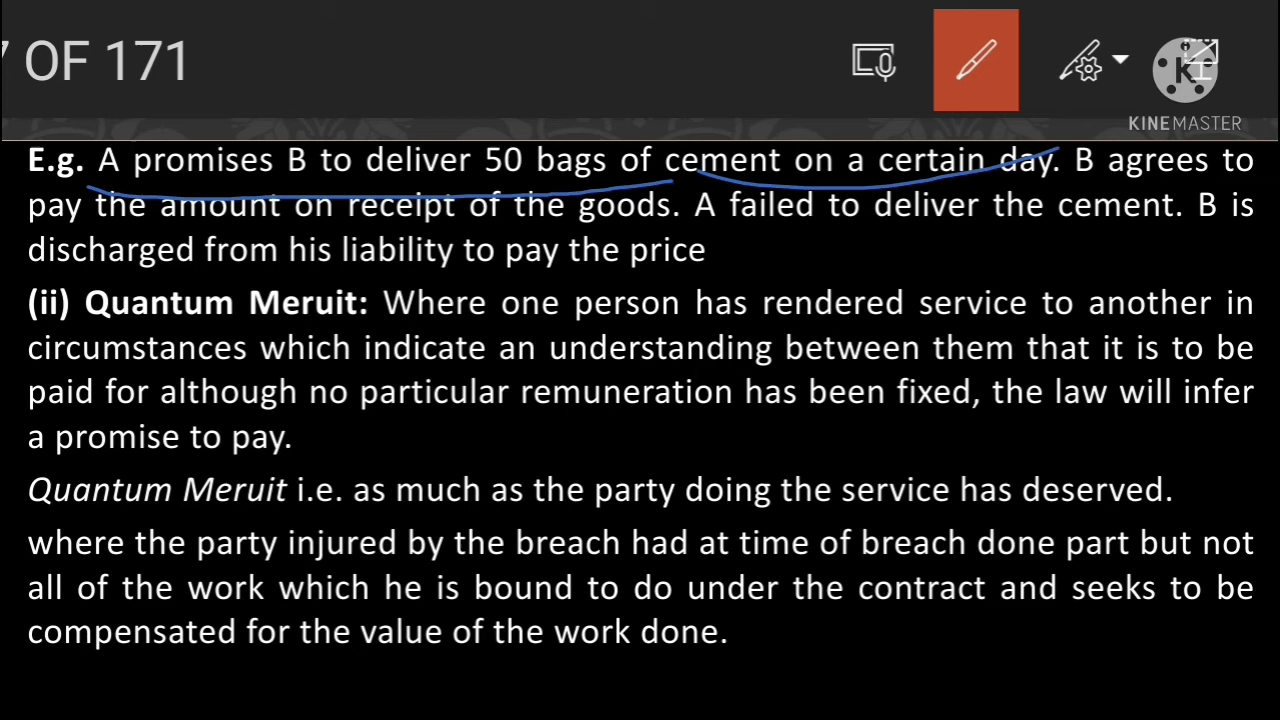 OF 171
KINEMASTER
E.g. A promises B to deliver 50 bags of cement on a certain day. B agrees to
pay the amount on receipt of the goods. A failed to deliver the cement. B is
discharged from his liability to pay the price
(ii) Quantum Meruit: Where one person has rendered service to another in
circumstances which indicate an understanding between them that it is to be
paid for although no particular remuneration has been fixed, the law will infer
a promise to pay.
Quantum Meruit i.e. as much as the party doing the service has deserved.
where the party injured by the breach had at time of breach done part but not
all of the work which he is bound to do under the contract and seeks to be
compensated for the value of the work done.